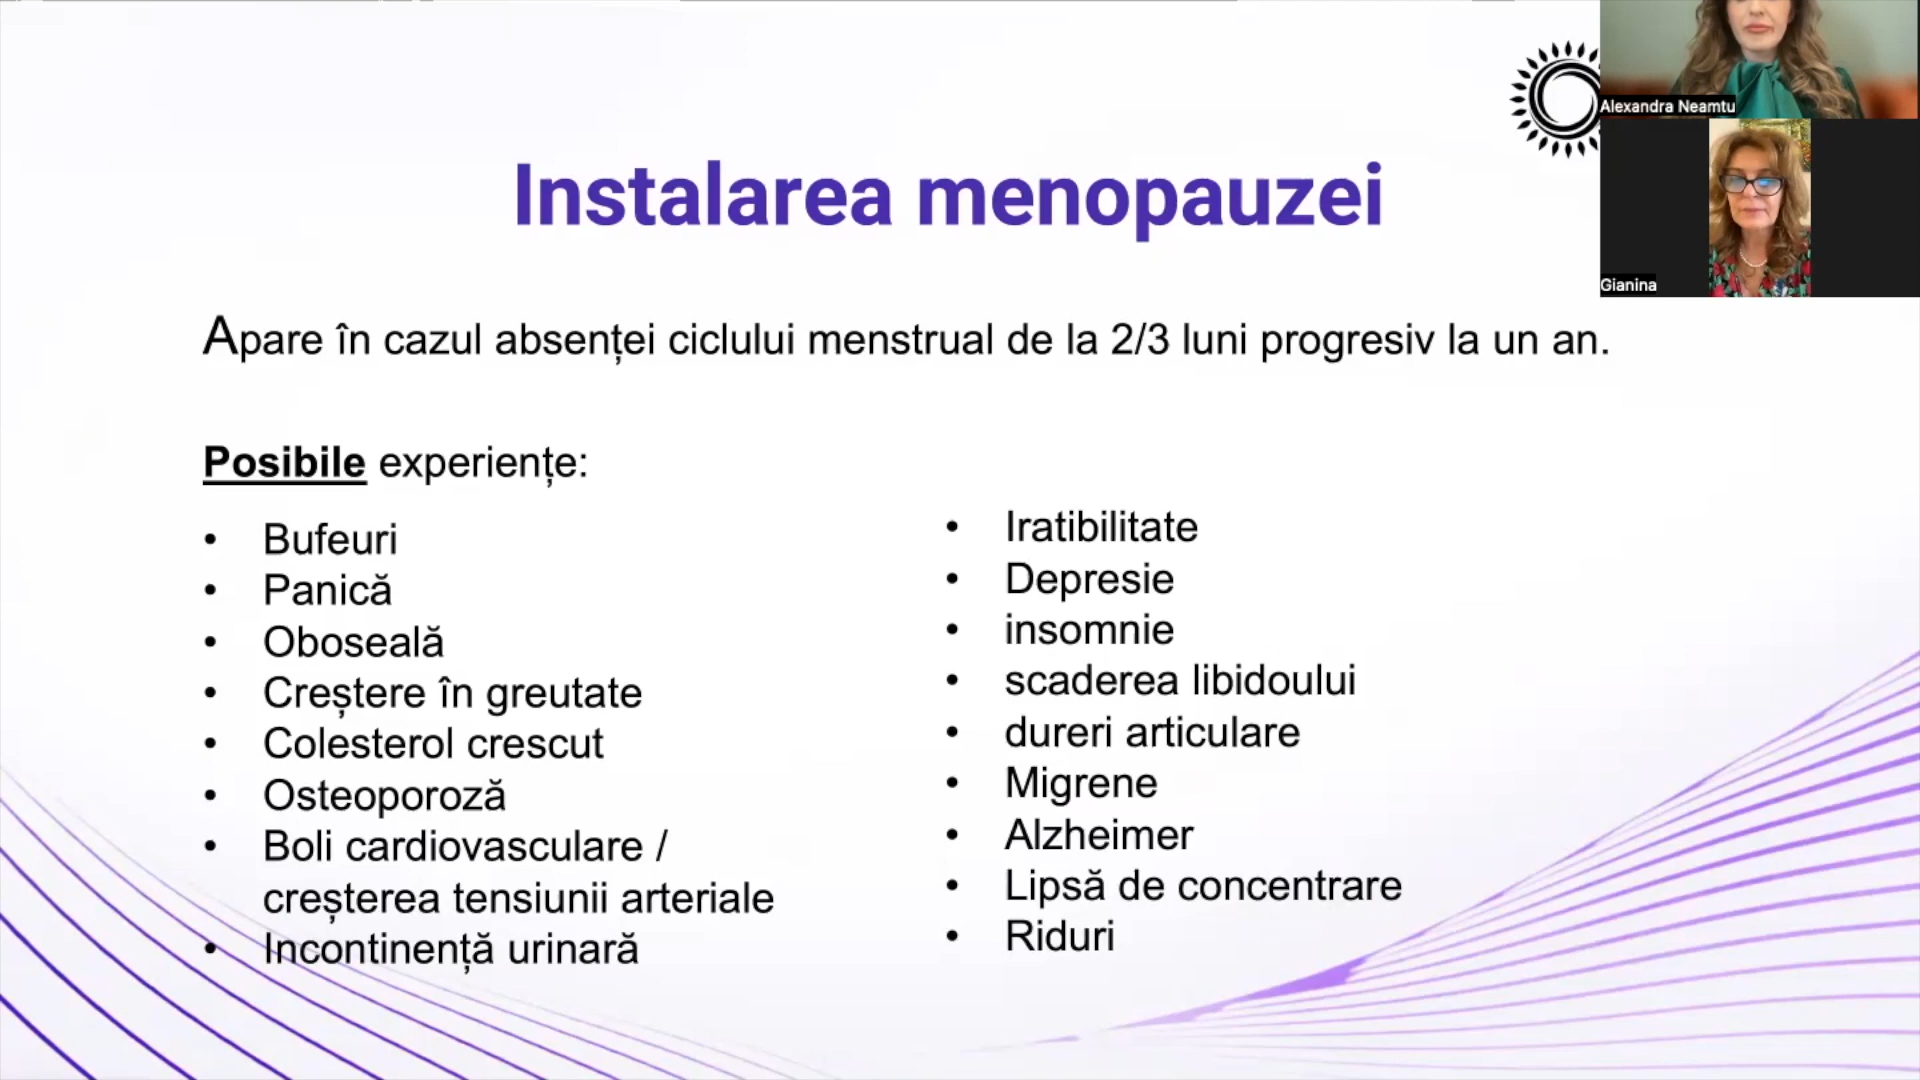 Instalarea menopauzei
Alexandra Neamtu
Gianina
Apare în cazul absenței ciclului menstrual de la 2/3 luni progresiv la un an.
Posibile experiențe:
• Bufeuri
• Panică
• Oboseală
• Creștere în greutate
• Colesterol crescut
• Osteoporoză
• Boli cardiovasculare /
creșterea tensiunii arteriale
• Incontinență urinară
• Iratibilitate
• Depresie
• insomnie
• scaderea libidoului
• dureri articulare
• Migrene
• Alzheimer
• Lipsă de concentrare
• Riduri